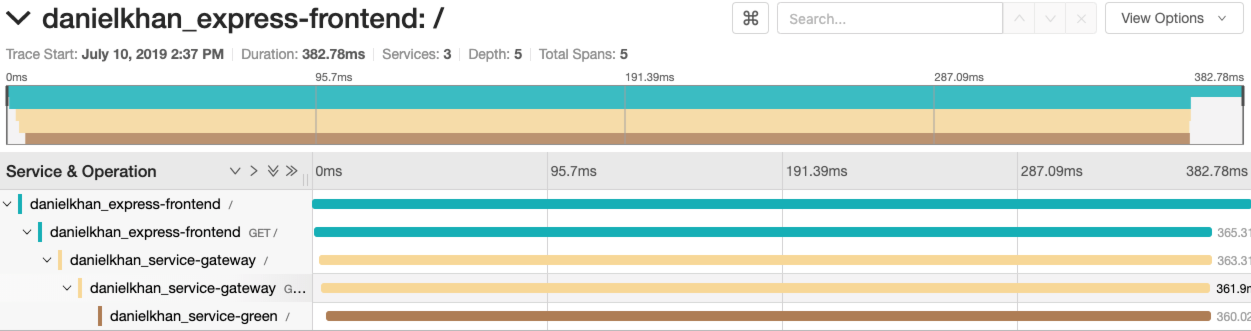 danielkhan_express-frontend: /
⌘ Search... View Options
Trace Start: July 10, 2019 2:37 PM Duration: 382.78ms Services: 3 Depth: 5 Total Spans: 5
0ms 95.7ms 191.39ms 287.09ms 382.78ms
Service & Operation 0ms 95.7ms 191.39ms 287.09ms 382.78ms
danielkhan_express-frontend /
danielkhan_express-frontend GET / 365.31
danielkhan_service-gateway / 363.31
danielkhan_service-gateway G... 361.9m
danielkhan_service-green / 360.02